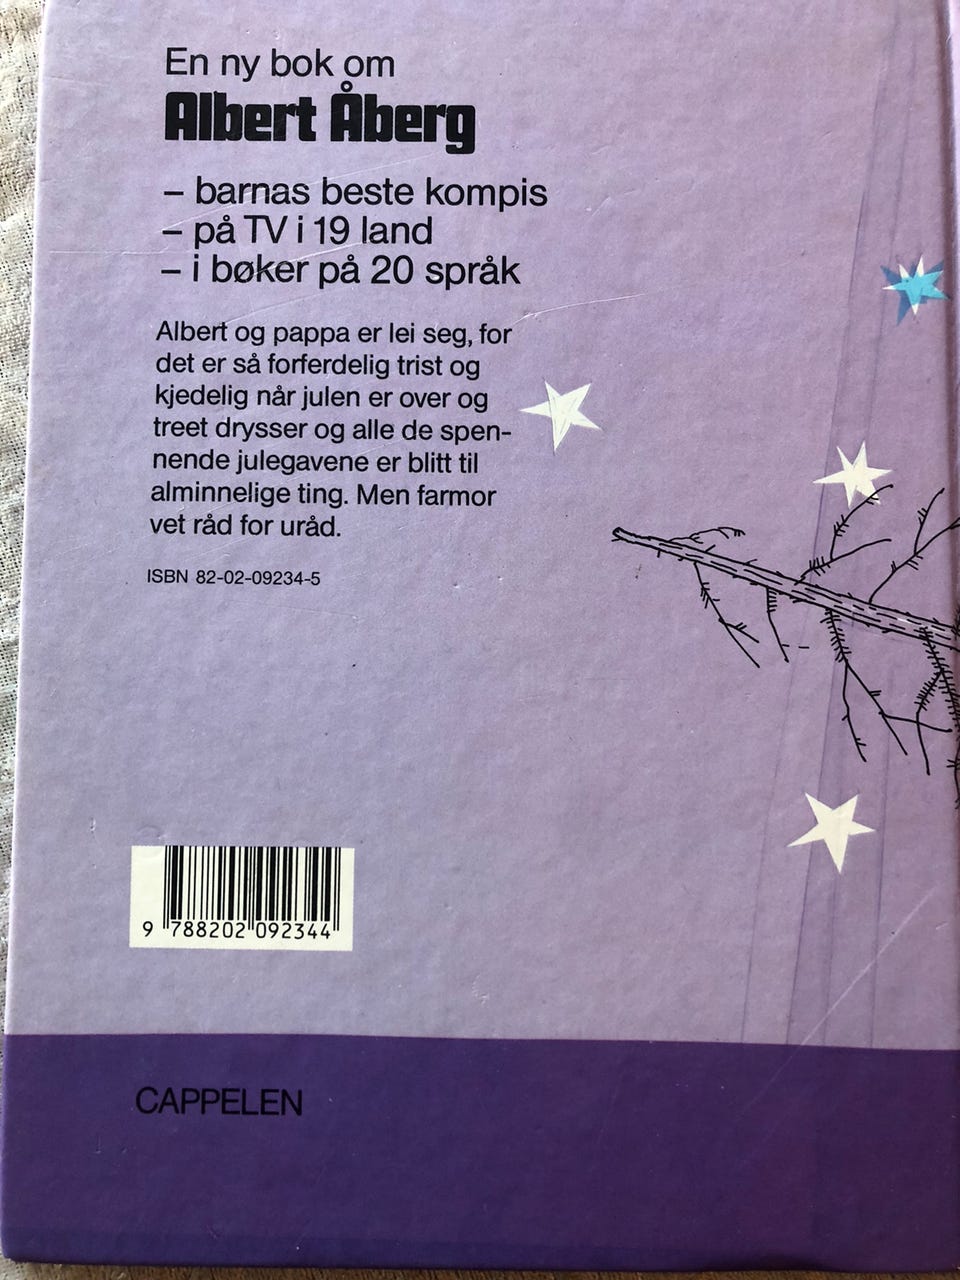 En ny bok om
Albert Åberg
– barnas beste kompis
– på TV i 19 land
– i bøker på 20 språk
Albert og pappa er lei seg, for
det er så forferdelig trist og
kjedelig når julen er over og
treet drysser og alle de spen-
nende julegavene er blitt til
alminnelige ting. Men farmor
vet råd for uråd.
ISBN 82-02-09234-5
9 788202 092344
CAPPELEN